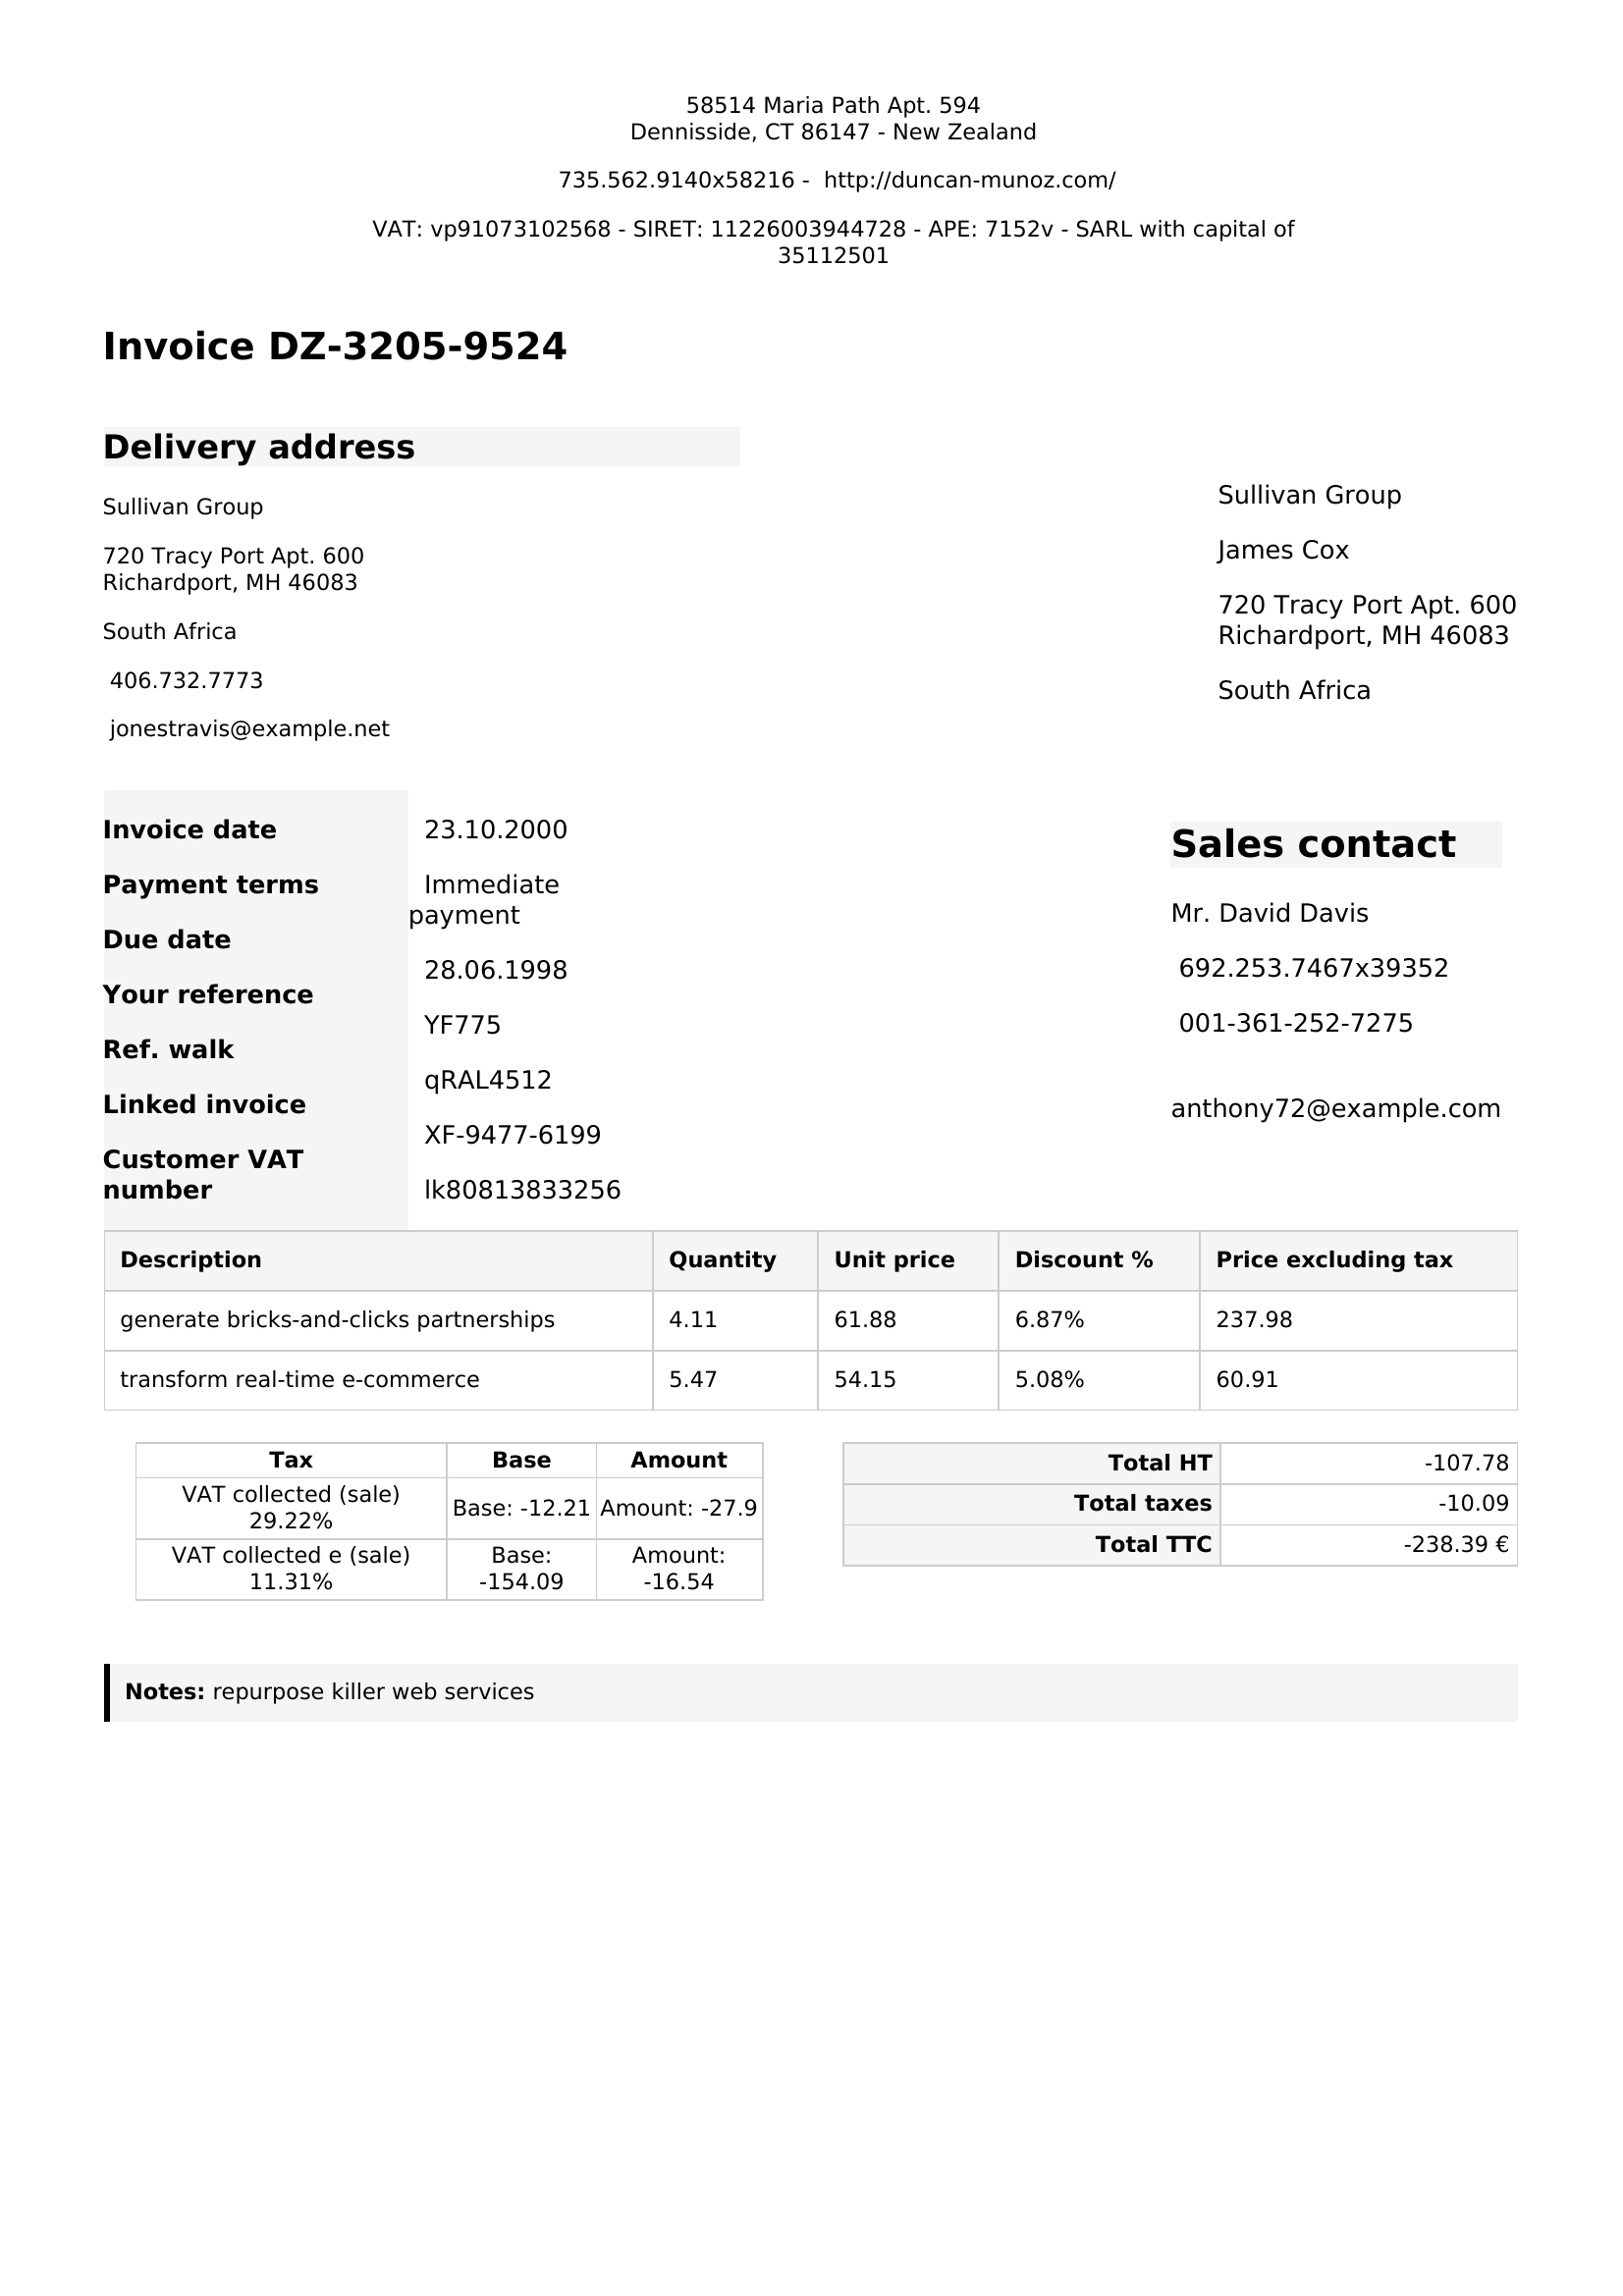 58514 Maria Path Apt. 594
Dennisside, CT 86147 - New Zealand
735.562.9140x58216 - http://duncan-munoz.com/
VAT: vp91073102568 - SIRET: 11226003944728 - APE: 7152v - SARL with capital of
35112501
Invoice DZ-3205-9524
Delivery address
Sullivan Group
720 Tracy Port Apt. 600
Richardport, MH 46083
South Africa
406.732.7773
jonestravis@example.net
Sullivan Group
James Cox
720 Tracy Port Apt. 600
Richardport, MH 46083
South Africa
Invoice date
Payment terms
Due date
Your reference
Ref. walk
Linked invoice
Customer VAT
number
23.10.2000
Immediate
payment
28.06.1998
YF775
qRAL4512
XF-9477-6199
lk80813833256
Sales contact
Mr. David Davis
692.253.7467x39352
001-361-252-7275
anthony72@example.com
Description Quantity Unit price Discount % Price excluding tax
generate bricks-and-clicks partnerships 4.11 61.88 6.87% 237.98
transform real-time e-commerce 5.47 54.15 5.08% 60.91
Tax Base Amount
VAT collected (sale)
29.22%
Base: -12.21 Amount: -27.9
VAT collected e (sale)
11.31%
Base:
-154.09
Amount:
-16.54
Total HT -107.78
Total taxes -10.09
Total TTC -238.39 €
Notes: repurpose killer web services